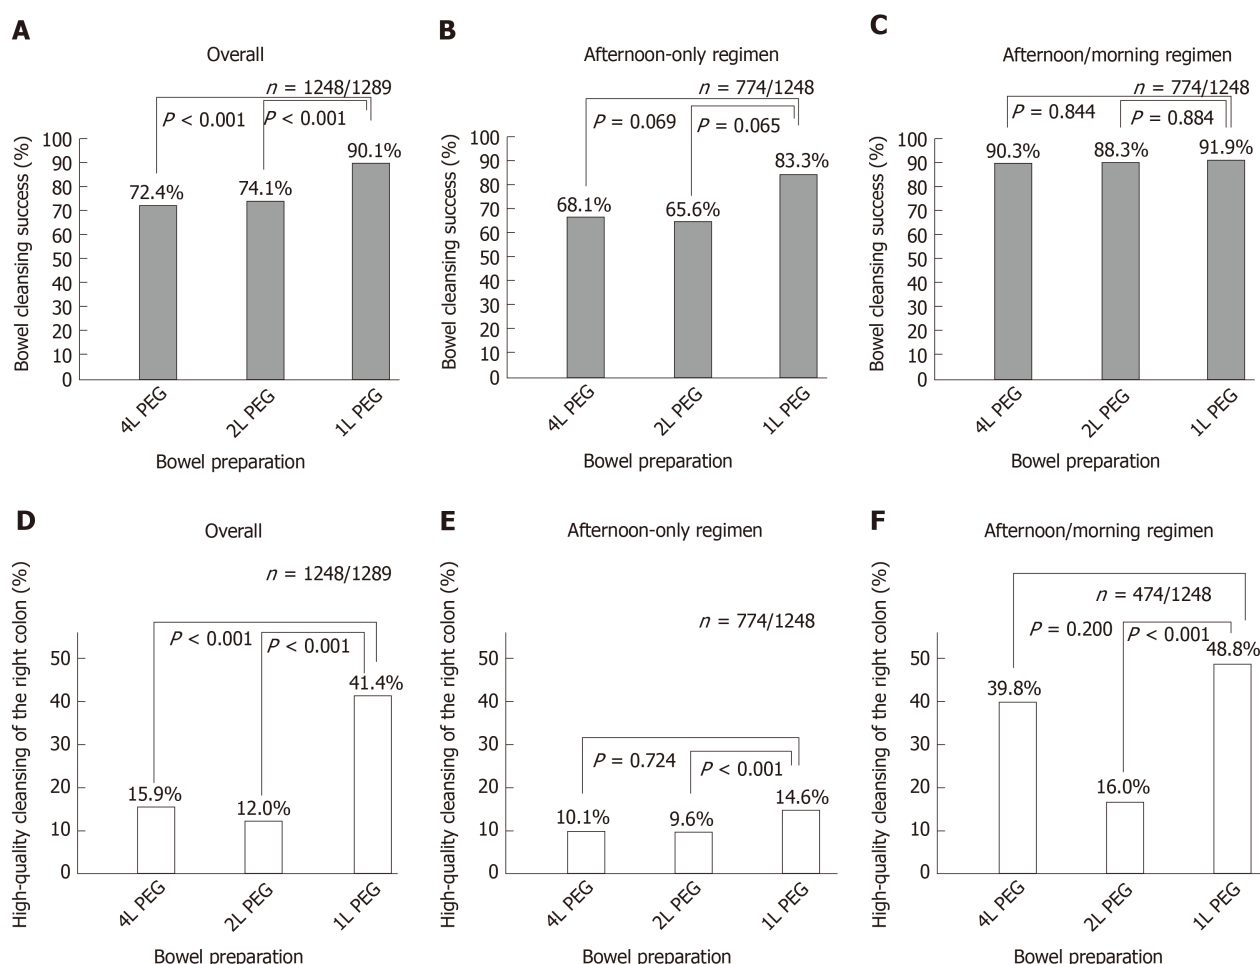 A
Overall
n = 1248/1289
P < 0.001
P < 0.001
Bowel cleansing success (%)
100
90
80
70
60
50
40
30
20
10
0
72.4%
74.1%
90.1%
4L PEG
2L PEG
1L PEG
Bowel preparation
B
Afternoon-only regimen
n = 774/1248
P = 0.069
P = 0.065
Bowel cleansing success (%)
100
90
80
70
60
50
40
30
20
10
0
68.1%
65.6%
83.3%
4L PEG
2L PEG
1L PEG
Bowel preparation
C
Afternoon/morning regimen
n = 774/1248
P = 0.844
P = 0.884
Bowel cleansing success (%)
100
90
80
70
60
50
40
30
20
10
0
90.3%
88.3%
91.9%
4L PEG
2L PEG
1L PEG
Bowel preparation
D
Overall
n = 1248/1289
P < 0.001
P < 0.001
High-quality cleansing of the right colon (%)
50
40
30
20
10
0
15.9%
12.0%
41.4%
4L PEG
2L PEG
1L PEG
Bowel preparation
E
Afternoon-only regimen
n = 774/1248
P = 0.724
P < 0.001
High-quality cleansing of the right colon (%)
50
40
30
20
10
0
10.1%
9.6%
14.6%
4L PEG
2L PEG
1L PEG
Bowel preparation
F
Afternoon/morning regimen
n = 474/1248
P = 0.200
P < 0.001
High-quality cleansing of the right colon (%)
50
40
30
20
10
0
39.8%
16.0%
48.8%
4L PEG
2L PEG
1L PEG
Bowel preparation